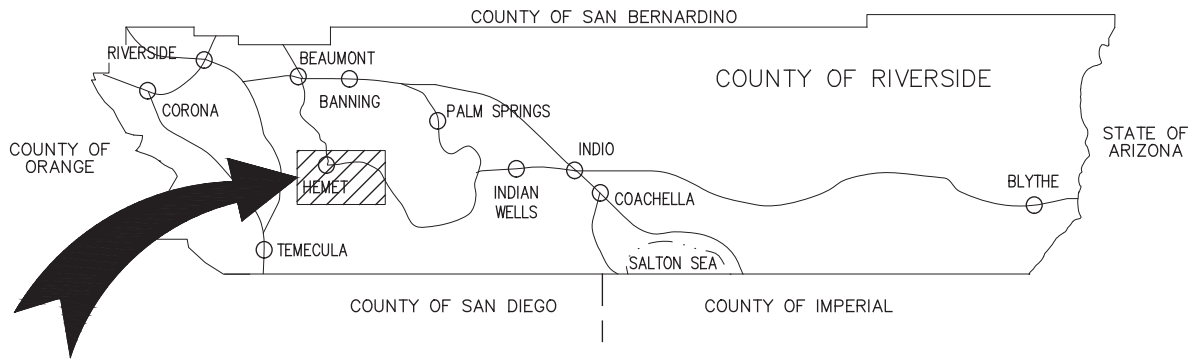 COUNTY OF SAN BERNARDINO
RIVERSIDE
BEAUMONT
COUNTY OF RIVERSIDE
BANNING
CORONA
PALM SPRINGS
COUNTY OF
ORANGE
INDIO
STATE OF
ARIZONA
HEMET
INDIAN
WELLS
COACHELLA
BLYTHE
TEMECULA
SALTON SEA
COUNTY OF SAN DIEGO
COUNTY OF IMPERIAL